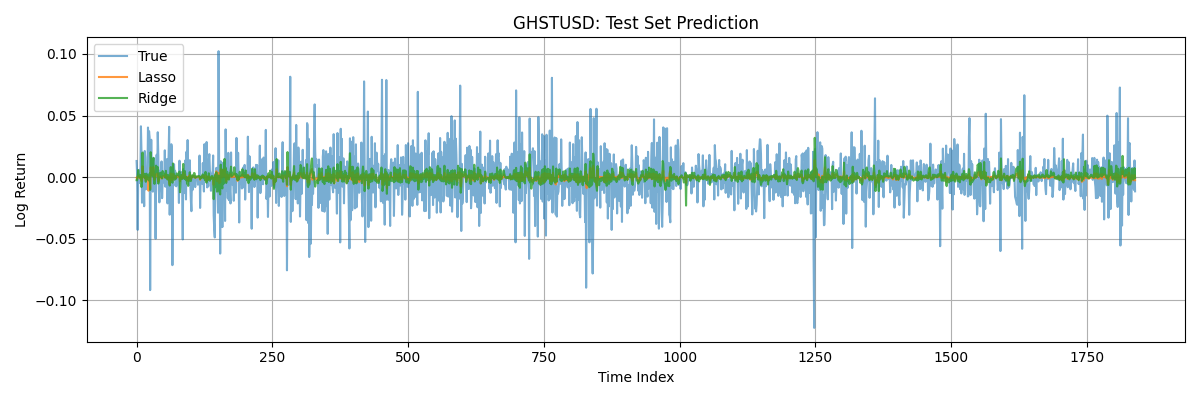 GHSTUSD: Test Set Prediction
True
Lasso
Ridge
Log Return
0.10
0.05
0.00
−0.05
−0.10
0
250
500
750
1000
1250
1500
1750
Time Index